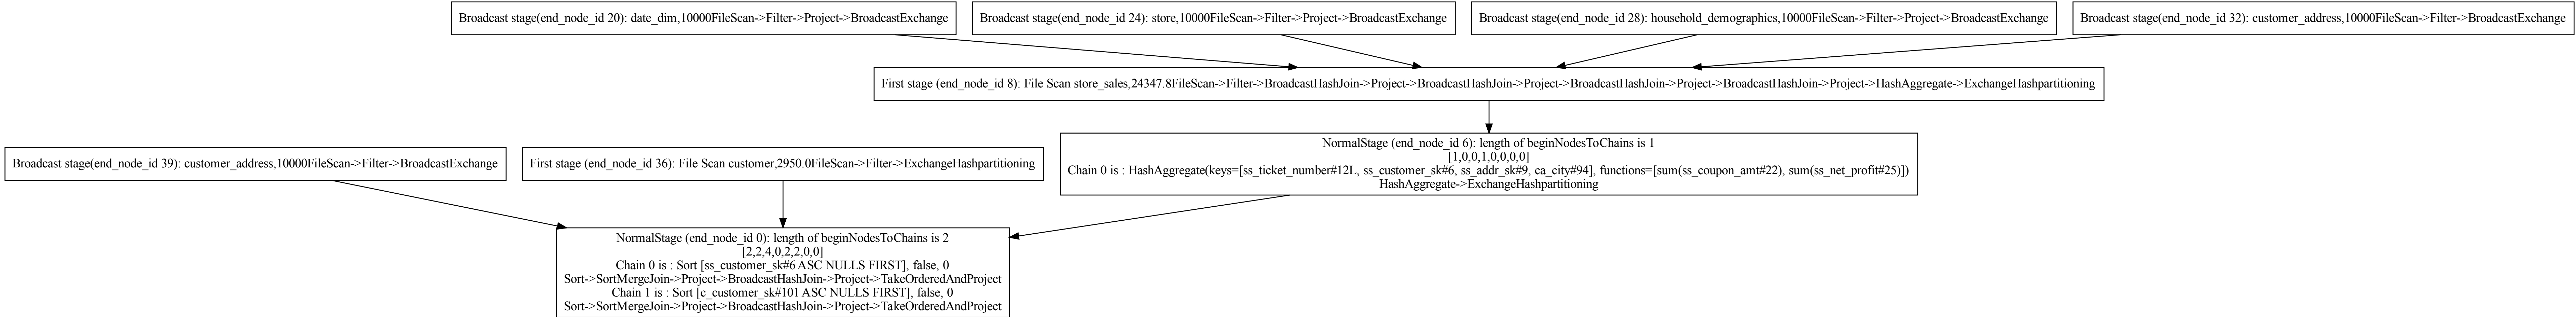 Broadcast stage(end_node_id 20): date_dim,10000FileScan->Filter->Project->BroadcastExchange
Broadcast stage(end_node_id 24): store,10000FileScan->Filter->Project->BroadcastExchange
Broadcast stage(end_node_id 28): household_demographics,10000FileScan->Filter->Project->BroadcastExchange
Broadcast stage(end_node_id 32): customer_address,10000FileScan->Filter->BroadcastExchange
First stage (end_node_id 8): File Scan store_sales,24347.8FileScan->Filter->BroadcastHashJoin->Project->BroadcastHashJoin->Project->BroadcastHashJoin->Project->BroadcastHashJoin->Project->HashAggregate->ExchangeHashpartitioning
Broadcast stage(end_node_id 39): customer_address,10000FileScan->Filter->BroadcastExchange
First stage (end_node_id 36): File Scan customer,2950.0FileScan->Filter->ExchangeHashpartitioning
NormalStage (end_node_id 6): length of beginNodesToChains is 1
[1,0,0,1,0,0,0,0]
Chain 0 is : HashAggregate(keys=[ss_ticket_number#12L, ss_customer_sk#6, ss_addr_sk#9, ca_city#94], functions=[sum(ss_coupon_amt#22), sum(ss_net_profit#25)])
HashAggregate->ExchangeHashpartitioning
NormalStage (end_node_id 0): length of beginNodesToChains is 2
[2,2,4,0,2,2,0,0]
Chain 0 is : Sort [ss_customer_sk#6 ASC NULLS FIRST], false, 0
Sort->SortMergeJoin->Project->BroadcastHashJoin->Project->TakeOrderedAndProject
Chain 1 is : Sort [c_customer_sk#101 ASC NULLS FIRST], false, 0
Sort->SortMergeJoin->Project->BroadcastHashJoin->Project->TakeOrderedAndProject